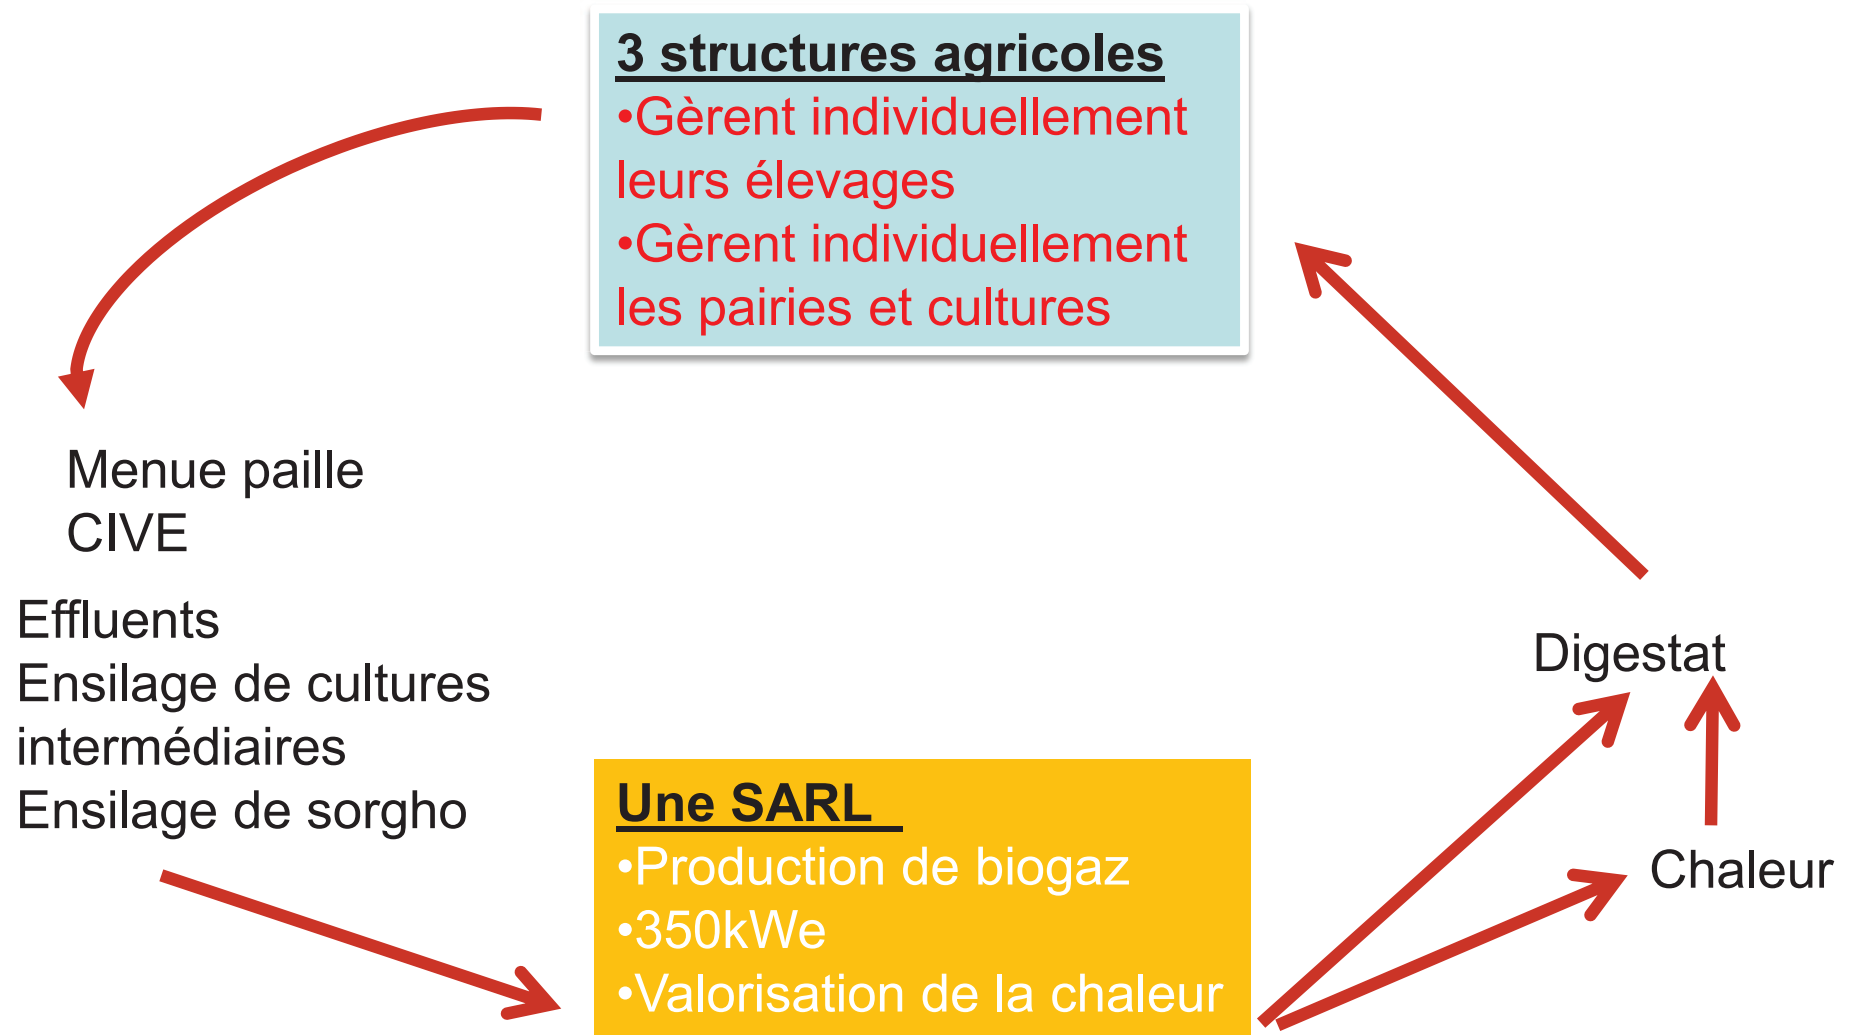 3 structures agricoles
•Gèrent individuellement
leurs élevages
•Gèrent individuellement
les pairies et cultures
Menue paille
CIVE
Effluents
Ensilage de cultures
intermédiaires
Ensilage de sorgho
Une SARL
•Production de biogaz
•350kWe
•Valorisation de la chaleur
Digestat
Chaleur